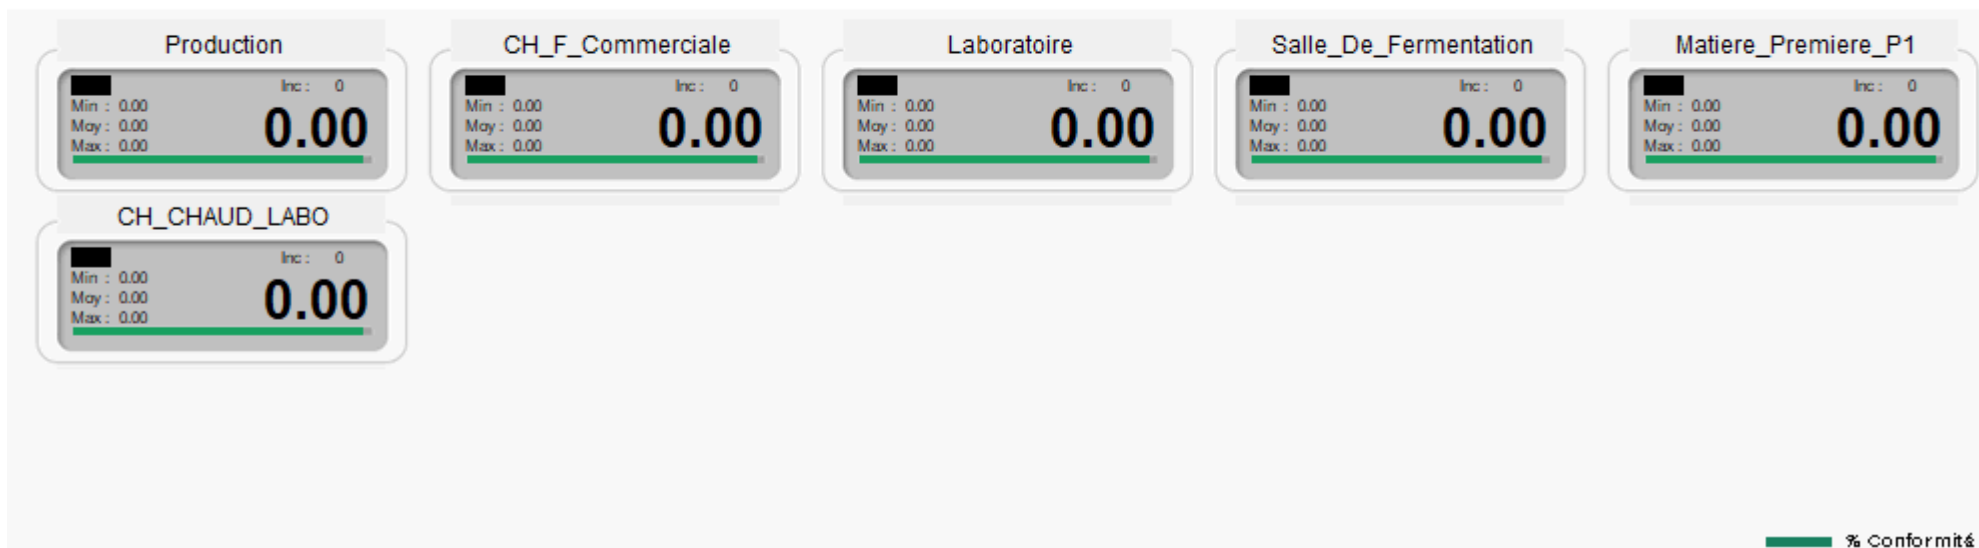 Production
Inc : 0
Min : 0.00
Moy : 0.00
Max : 0.00
0.00
CH_F_Commerciale
Inc : 0
Min : 0.00
Moy : 0.00
Max : 0.00
0.00
Laboratoire
Inc : 0
Min : 0.00
Moy : 0.00
Max : 0.00
0.00
Salle_De_Fermentation
Inc : 0
Min : 0.00
Moy : 0.00
Max : 0.00
0.00
Matiere_Premiere_P1
Inc : 0
Min : 0.00
Moy : 0.00
Max : 0.00
0.00
CH_CHAUD_LABO
Inc : 0
Min : 0.00
Moy : 0.00
Max : 0.00
0.00
% Conformité